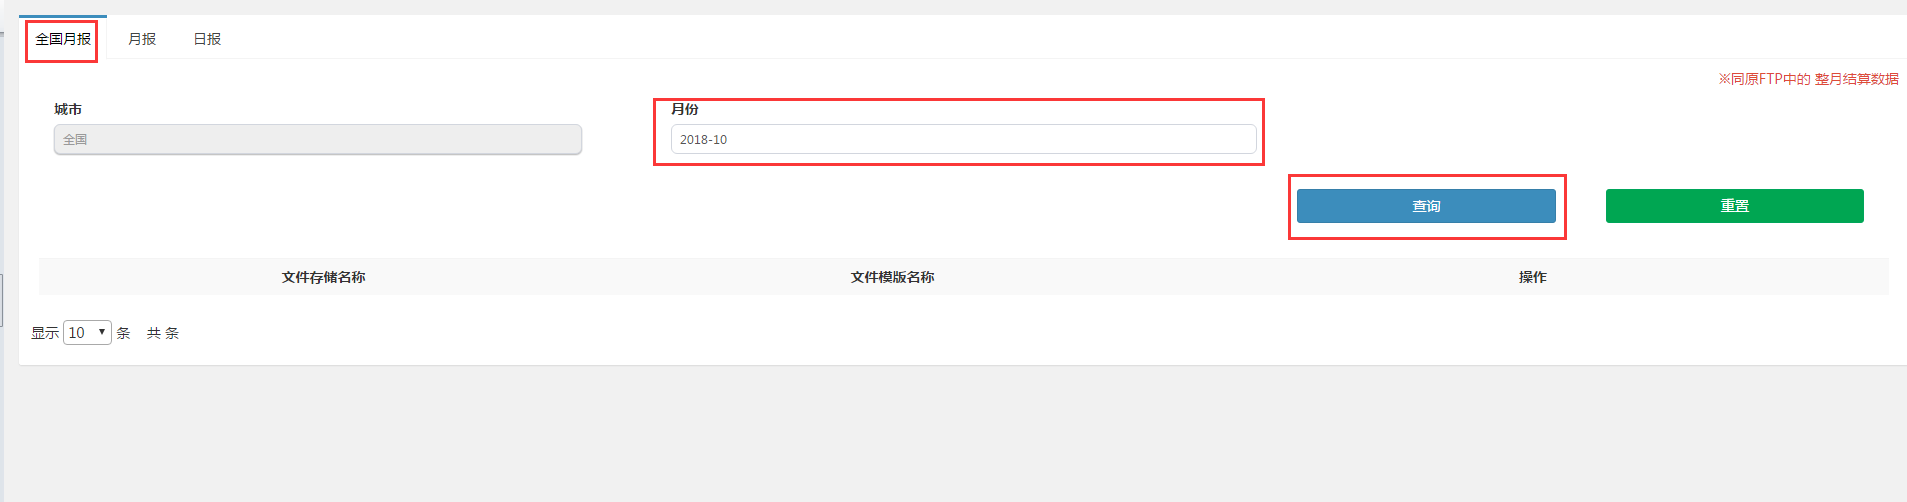 全国月报 月报 日报
※同原FTP中的 整月结算数据
城市 月份
全国 2018-10
查询 重置
文件存储名称 文件模版名称 操作
显示 10 条 共 条